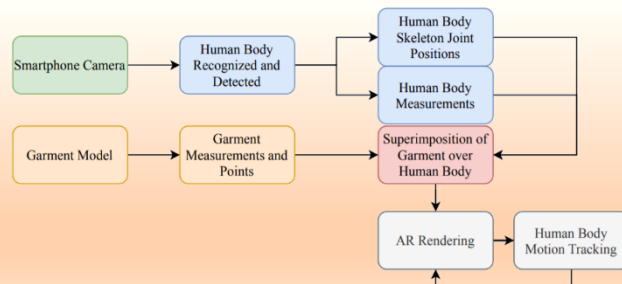 Human Body
Skeleton Joint
Positions
Smartphone Camera
Human Body
Recognized and
Detected
Human Body
Measurements
Garment Model
Garment
Measurements and
Points
Superimposition of
Garment over
Human Body
AR Rendering
Human Body
Motion Tracking